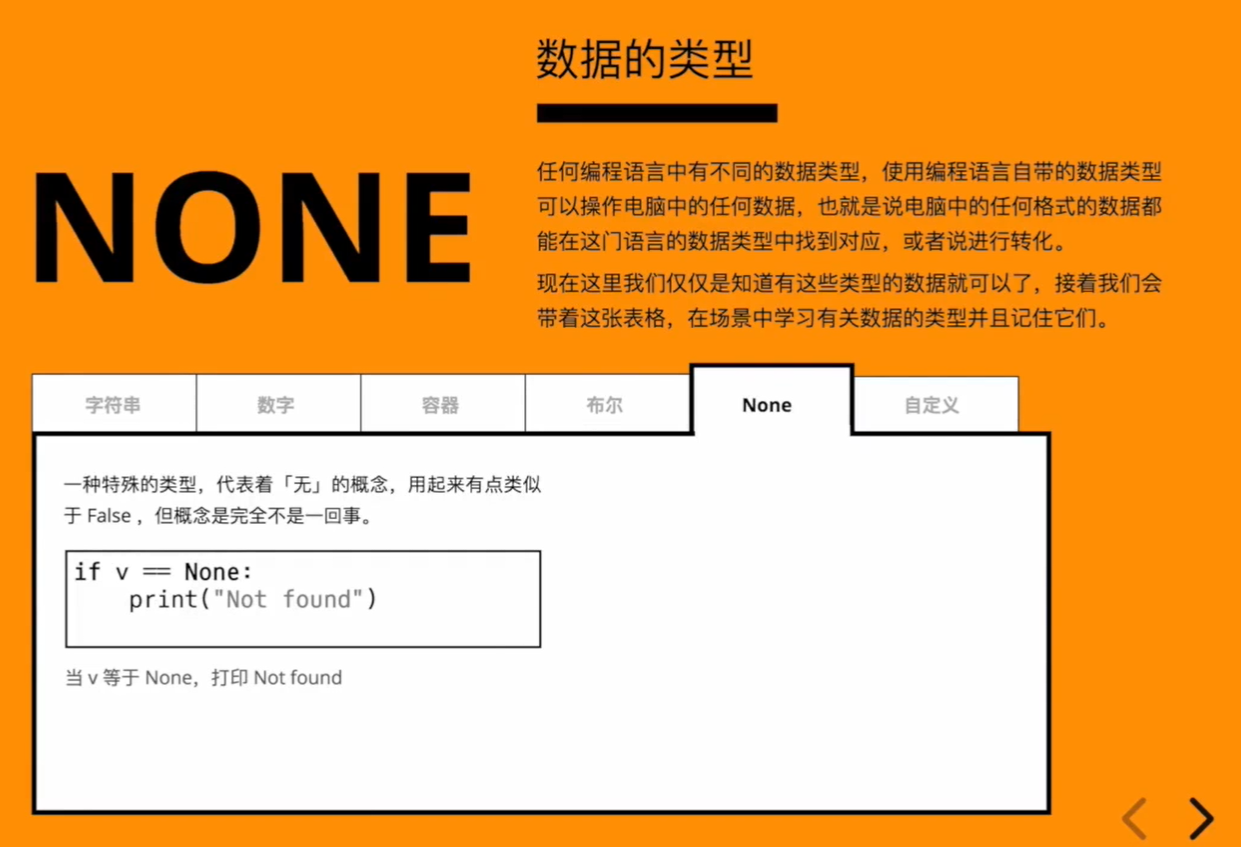 数据的类型
NONE
任何编程语言中有不同的数据类型，使用编程语言自带的数据类型
可以操作电脑中的任何数据，也就是说电脑中的任何格式的数据都
能在这门语言的数据类型中找到对应，或者说进行转化。
现在这里我们仅仅是知道有这些类型的数据就可以了，接着我们会
带着这张表格，在场景中学习有关数据的类型并且记住它们。
字符串 数字 容器 布尔 None 自定义
一种特殊的类型，代表着「无」的概念，用起来有点类似
于 False ，但概念是完全不是一回事。
if v == None:
    print("Not found")
当 v 等于 None，打印 Not found